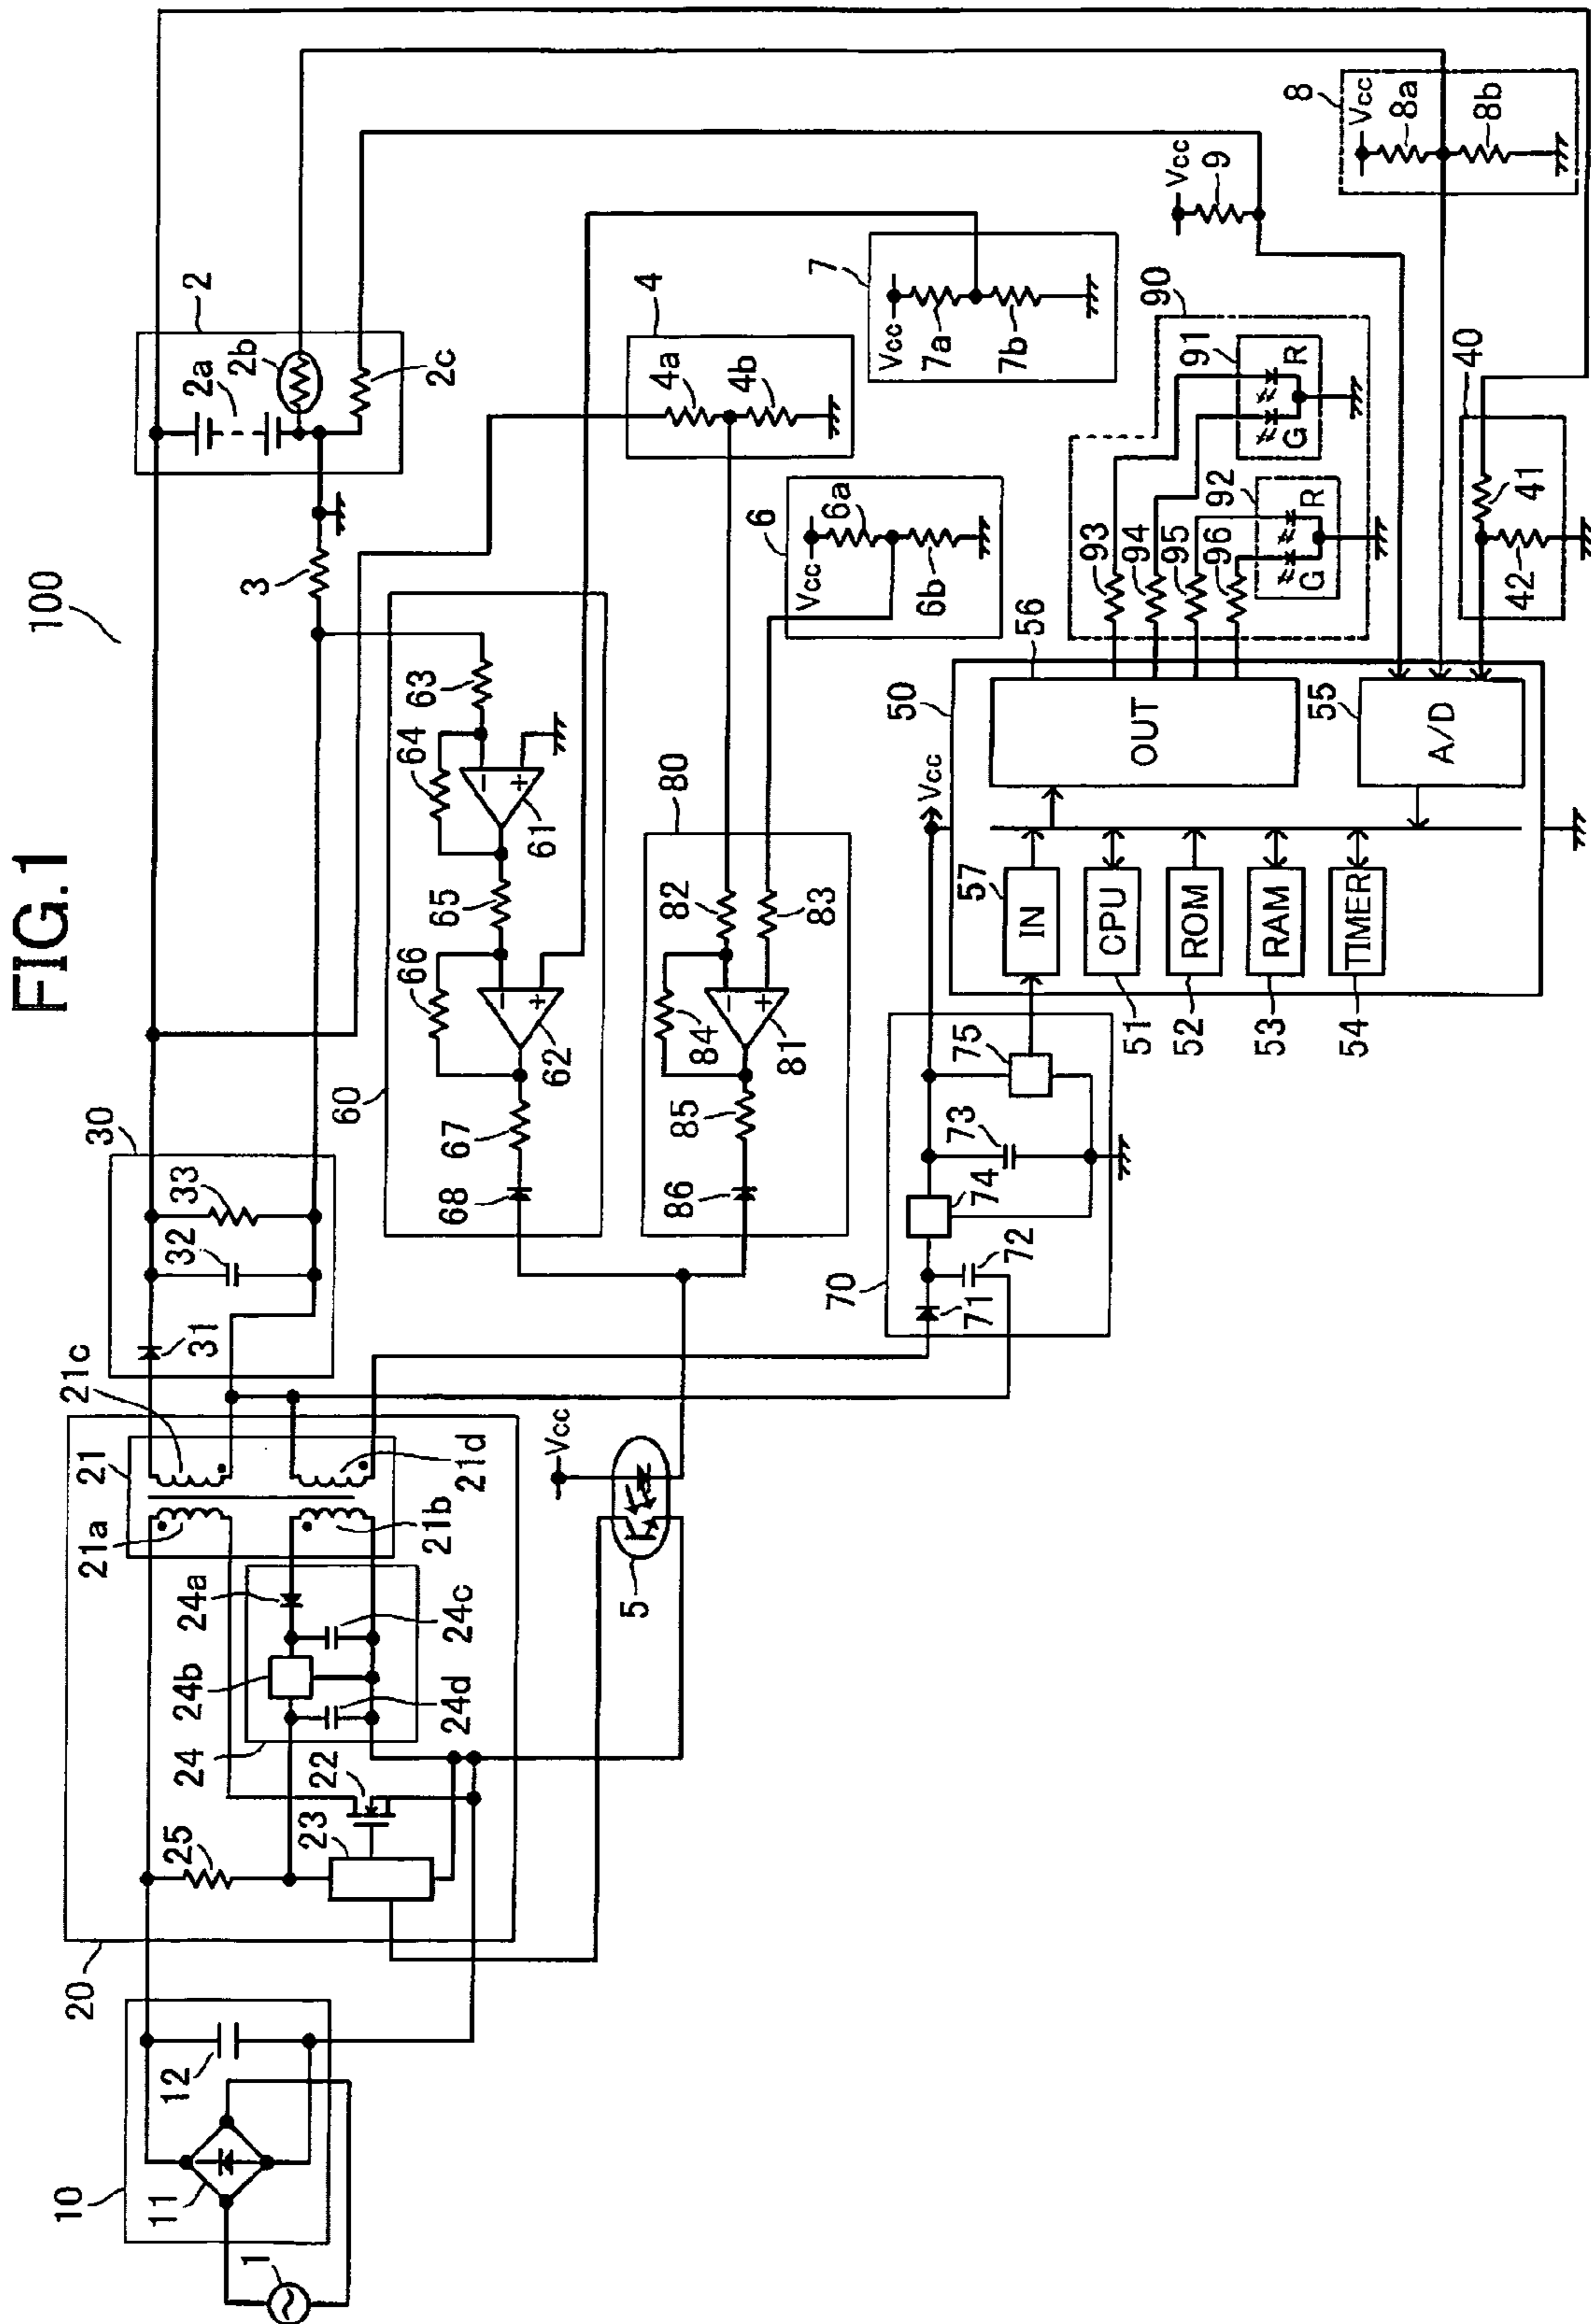 FIG.1
100
1
10
11
12
20
25
23
22
24
24b
24d
24a
24c
21a
21
21b
21c
21d
5
Vcc
30
31
32
33
3
2
2a
2b
2c
60
68
67
66
62
65
64
61
63
80
86
85
84
81
82
83
4
4a
4b
6
Vcc
6a
6b
7
Vcc
7a
7b
70
71
72
74
73
75
Vcc
50
57
IN
CPU
51
ROM
52
RAM
53
TIMER
54
OUT
56
A/D
55
93
94
95
96
90
91
G
R
92
G
R
Vcc
9
8
Vcc
8a
8b
40
41
42